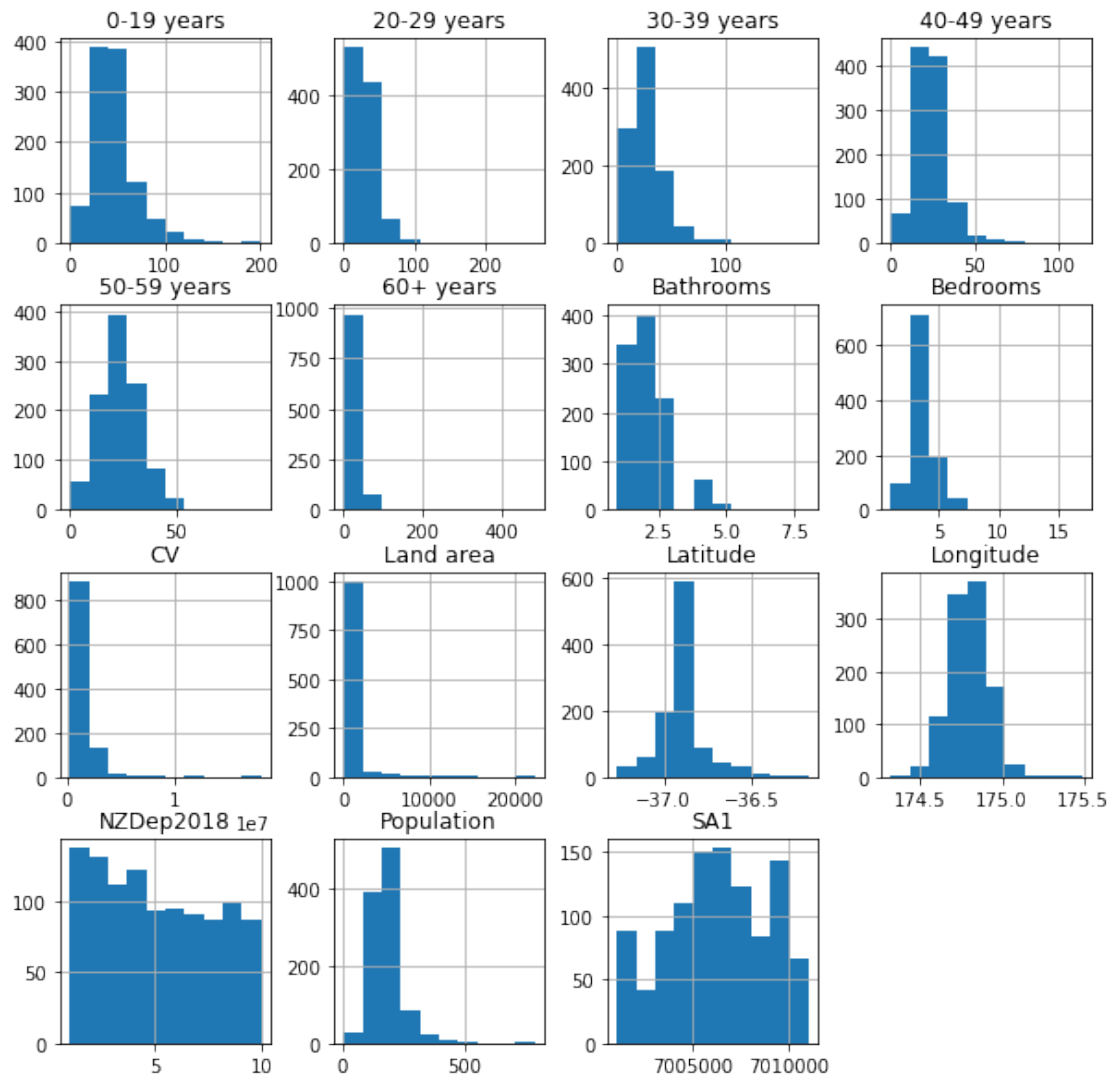 0-19 years 20-29 years 30-39 years 40-49 years
400 300 200 100 0
400 200 0
400 200 0
400 300 200 100 0
0 100 200 0 200 0 100 0 50 100
50-59 years 60+ years Bathrooms Bedrooms
400 300 200 100 0
1000 750 500 250 0
400 300 200 100 0
600 400 200 0
0 50 0 200 400 2.5 5.0 7.5 5 10 15
CV Land area Latitude Longitude
800 600 400 200 0
1000 750 500 250 0
600 400 200 0
300 200 100 0
0 1 0 10000 20000 −37.0 −36.5 174.5 175.0 175.5
NZDep2018 1e7 Population SA1
100 50 0
400 200 0
150 100 50 0
5 10 0 500 7005000 7010000